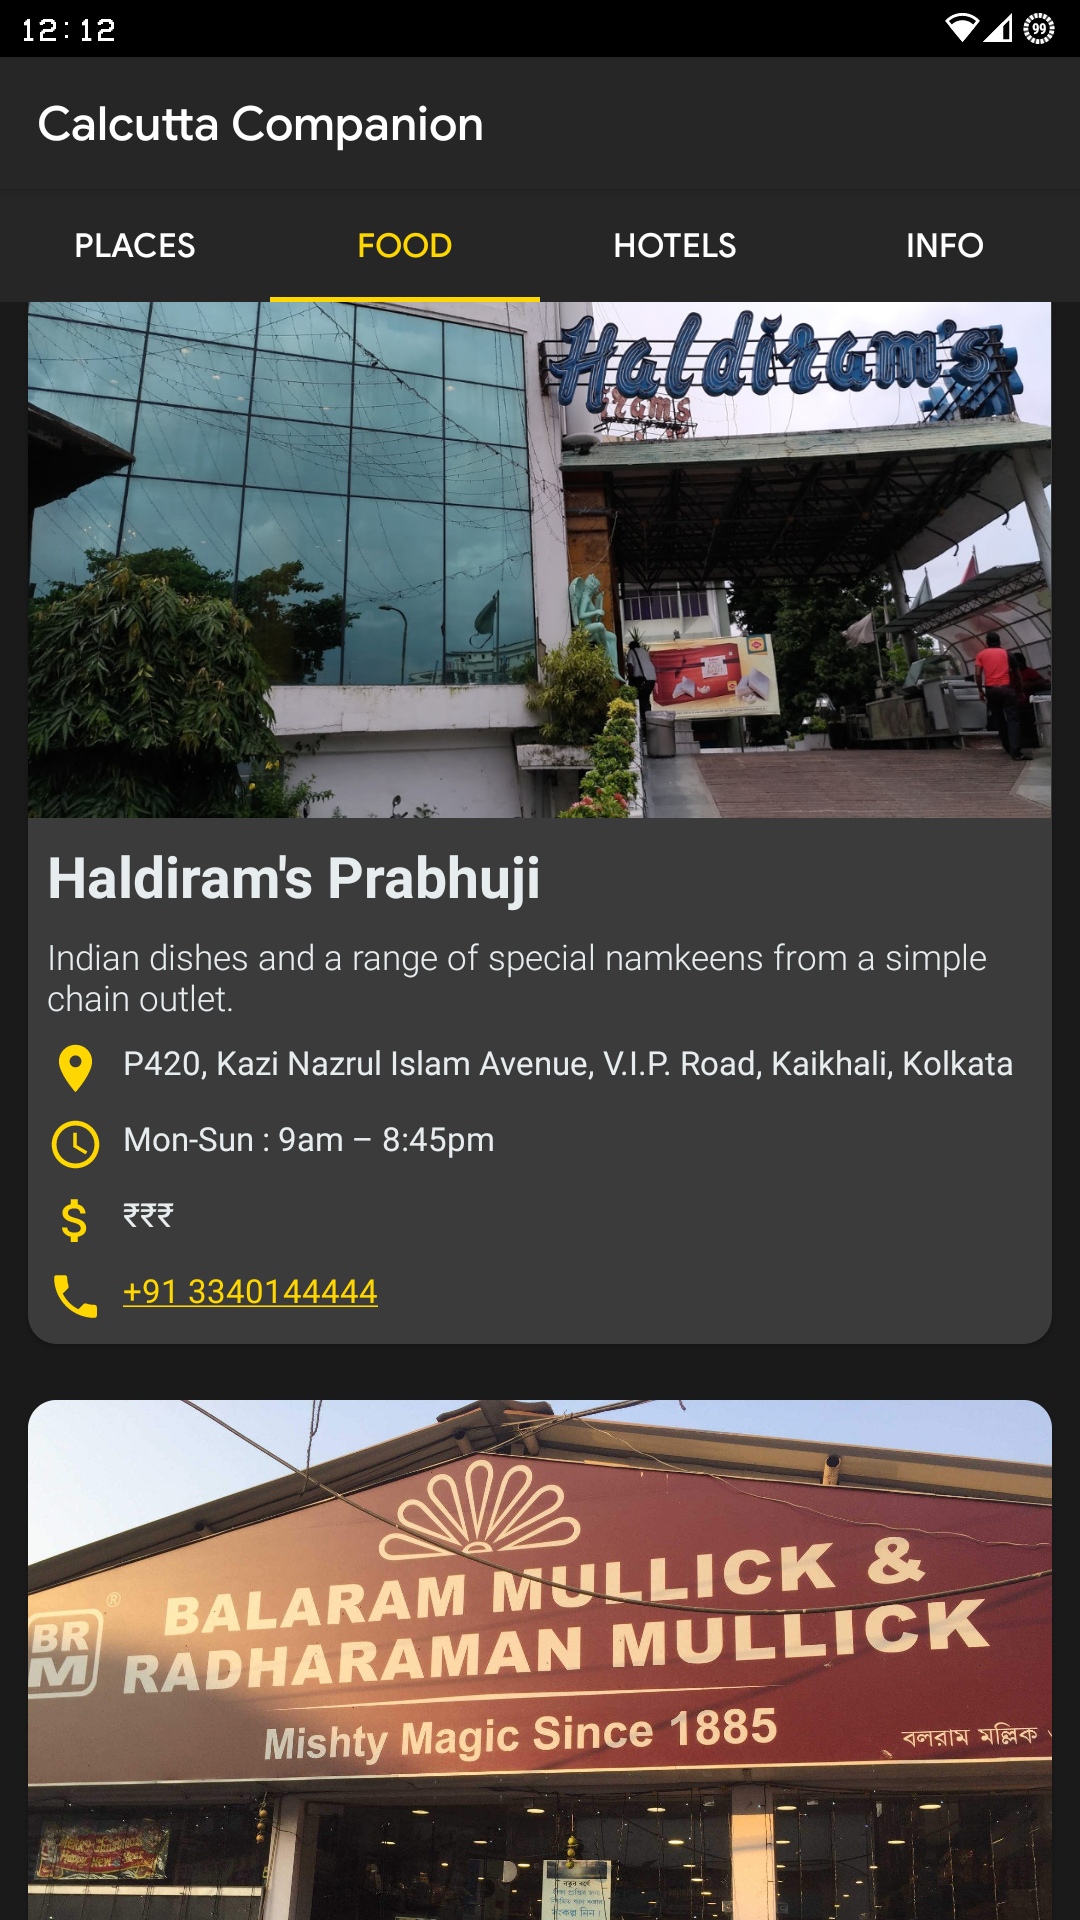 12:12
99
Calcutta Companion
PLACES
FOOD
HOTELS
INFO
Haldiram's
Haldiram's Prabhuji
Indian dishes and a range of special namkeens from a simple
chain outlet.
P420, Kazi Nazrul Islam Avenue, V.I.P. Road, Kaikhali, Kolkata
Mon-Sun : 9am – 8:45pm
₹₹₹
+91 3340144444
BALARAM MULLICK &
BR
M
®
RADHARAMAN MULLICK
Mishty Magic Since 1885
বলরাম মল্লিক